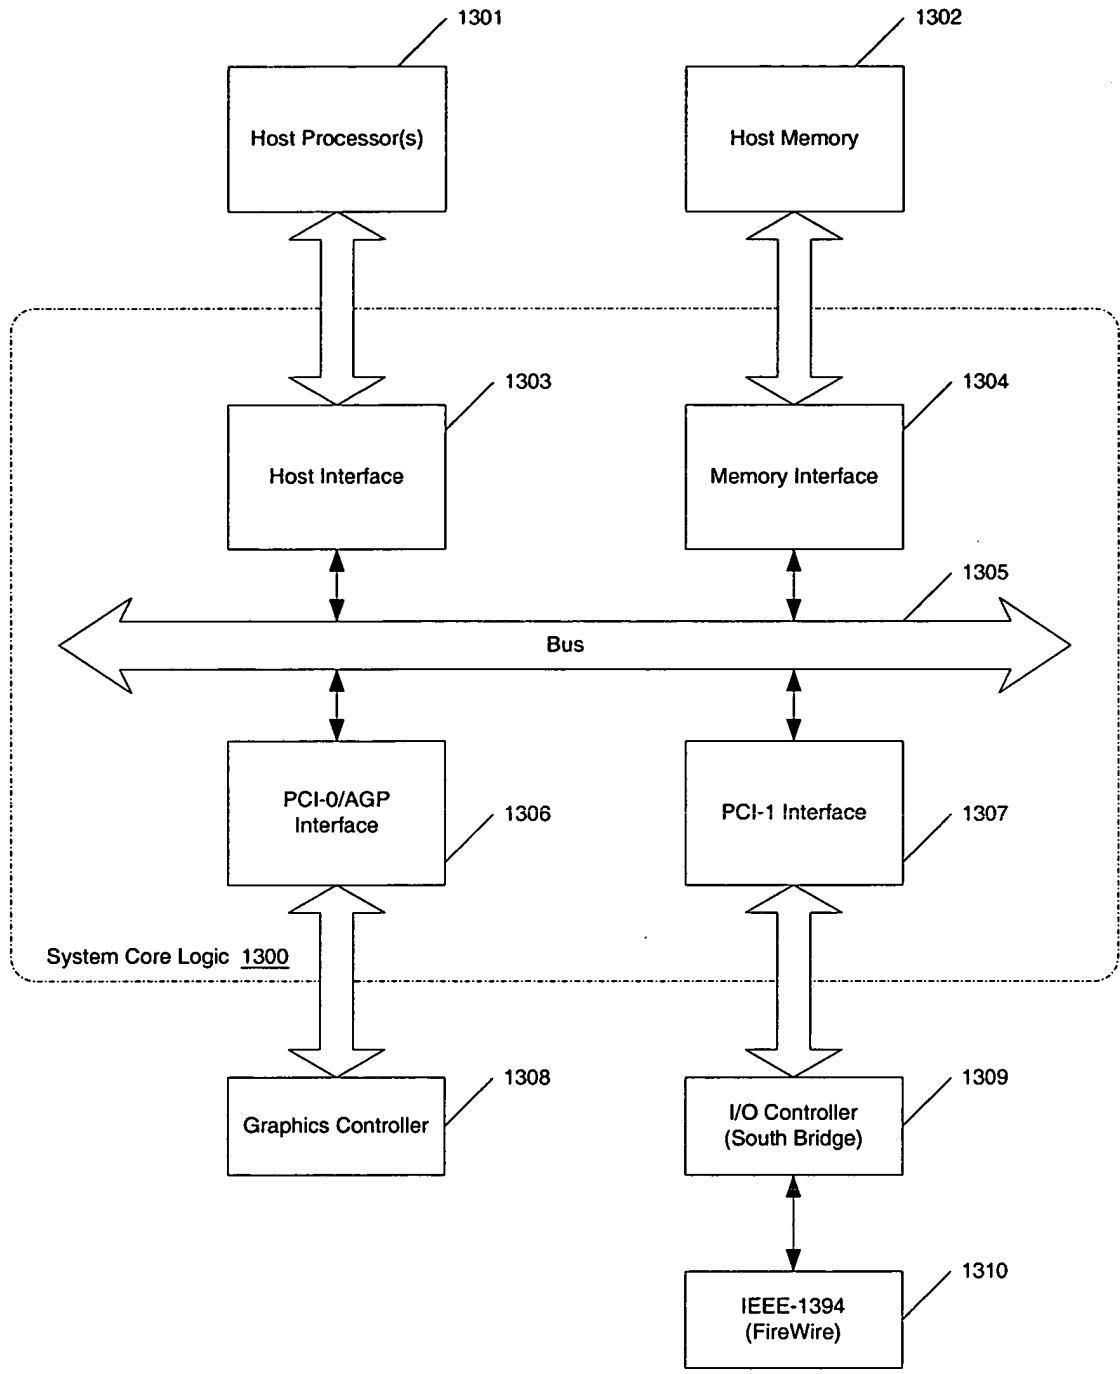 1301
1302
Host Processor(s)
Host Memory
1303
1304
Host Interface
Memory Interface
1305
Bus
PCI-0/AGP
Interface
1306
PCI-1 Interface
1307
System Core Logic 1300
1308
1309
Graphics Controller
I/O Controller
(South Bridge)
1310
IEEE-1394
(FireWire)